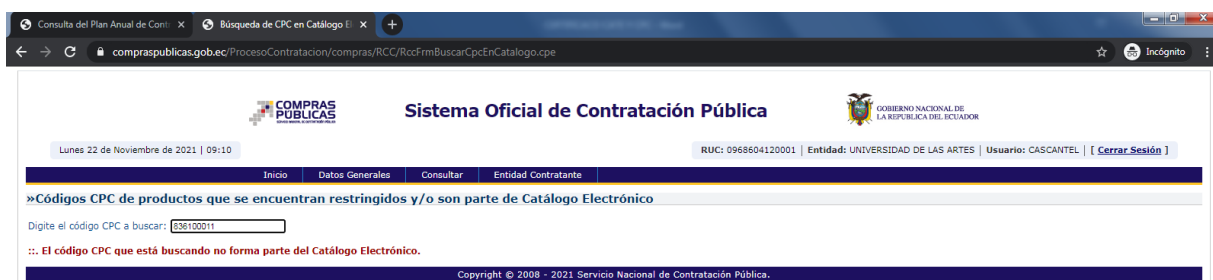 Consulta del Plan Anual de Contr
Búsqueda de CPC en Catálogo El
compraspublicas.gob.ec/ProcesoContratacion/compras/RCC/RccFrmBuscarCpcEnCatalogo.cpe
Incógnito
COMPRAS
PÚBLICAS
Sistema Oficial de Contratación Pública
GOBIERNO NACIONAL DE
LA REPUBLICA DEL ECUADOR
Lunes 22 de Noviembre de 2021 | 09:10
RUC: 0968604120001 | Entidad: UNIVERSIDAD DE LAS ARTES | Usuario: CASCANTEL | [ Cerrar Sesión ]
Inicio Datos Generales Consultar Entidad Contratante
»Códigos CPC de productos que se encuentran restringidos y/o son parte de Catálogo Electrónico
Digite el código CPC a buscar: 836100011
::. El código CPC que está buscando no forma parte del Catálogo Electrónico.
Copyright © 2008 - 2021 Servicio Nacional de Contratación Pública.